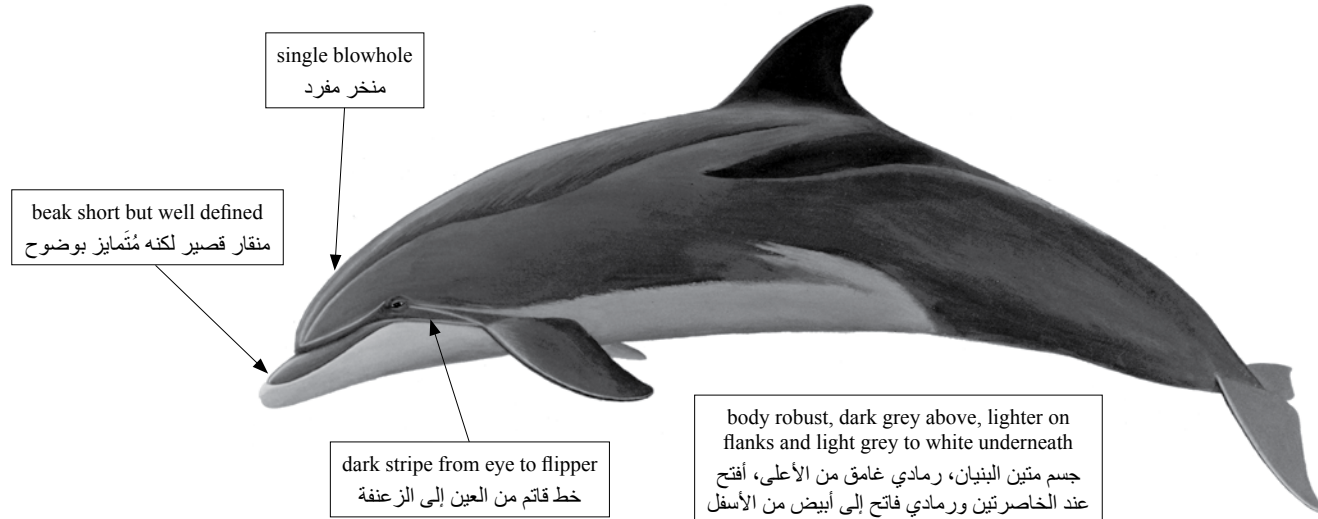 single blowhole
منخر مفرد
beak short but well defined
منقار قصير لكنه مُتَمايز بوضوح
dark stripe from eye to flipper
خط قاتم من العين إلى الزعنفة
body robust, dark grey above, lighter on
flanks and light grey to white underneath
جسم متين البنيان، رمادي غامق من الأعلى، أفتح
عند الخاصرتين ورمادي فاتح إلى أبيض من الأسفل